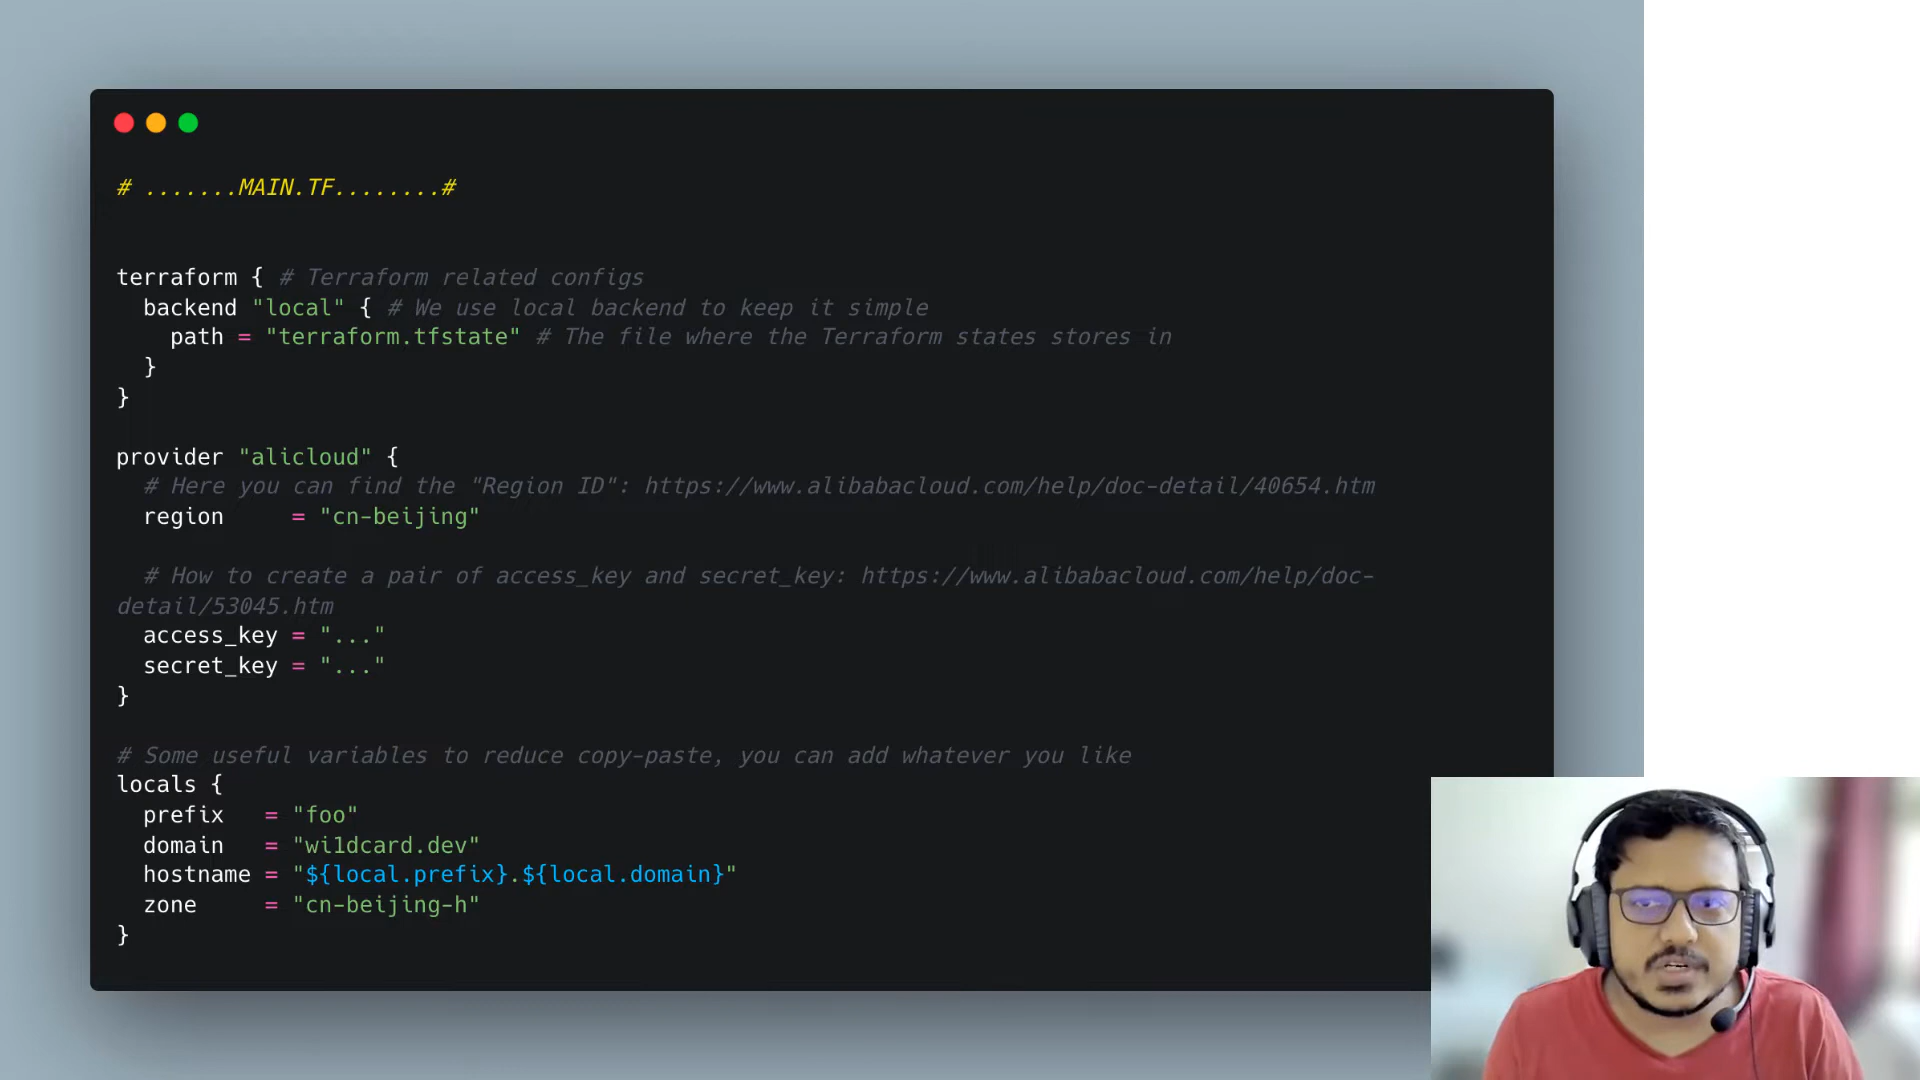 # .......MAIN.TF........#
terraform { # Terraform related configs
backend "local" { # We use local backend to keep it simple
path = "terraform.tfstate" # The file where the Terraform states stores in
}
}
provider "alicloud" {
# Here you can find the "Region ID": https://www.alibabacloud.com/help/doc-detail/40654.htm
region = "cn-beijing"
# How to create a pair of access_key and secret_key: https://www.alibabacloud.com/help/doc-
detail/53045.htm
access_key = "..."
secret_key = "..."
}
# Some useful variables to reduce copy-paste, you can add whatever you like
locals {
prefix = "foo"
domain = "wi1dcard.dev"
hostname = "${local.prefix}.${local.domain}"
zone = "cn-beijing-h"
}